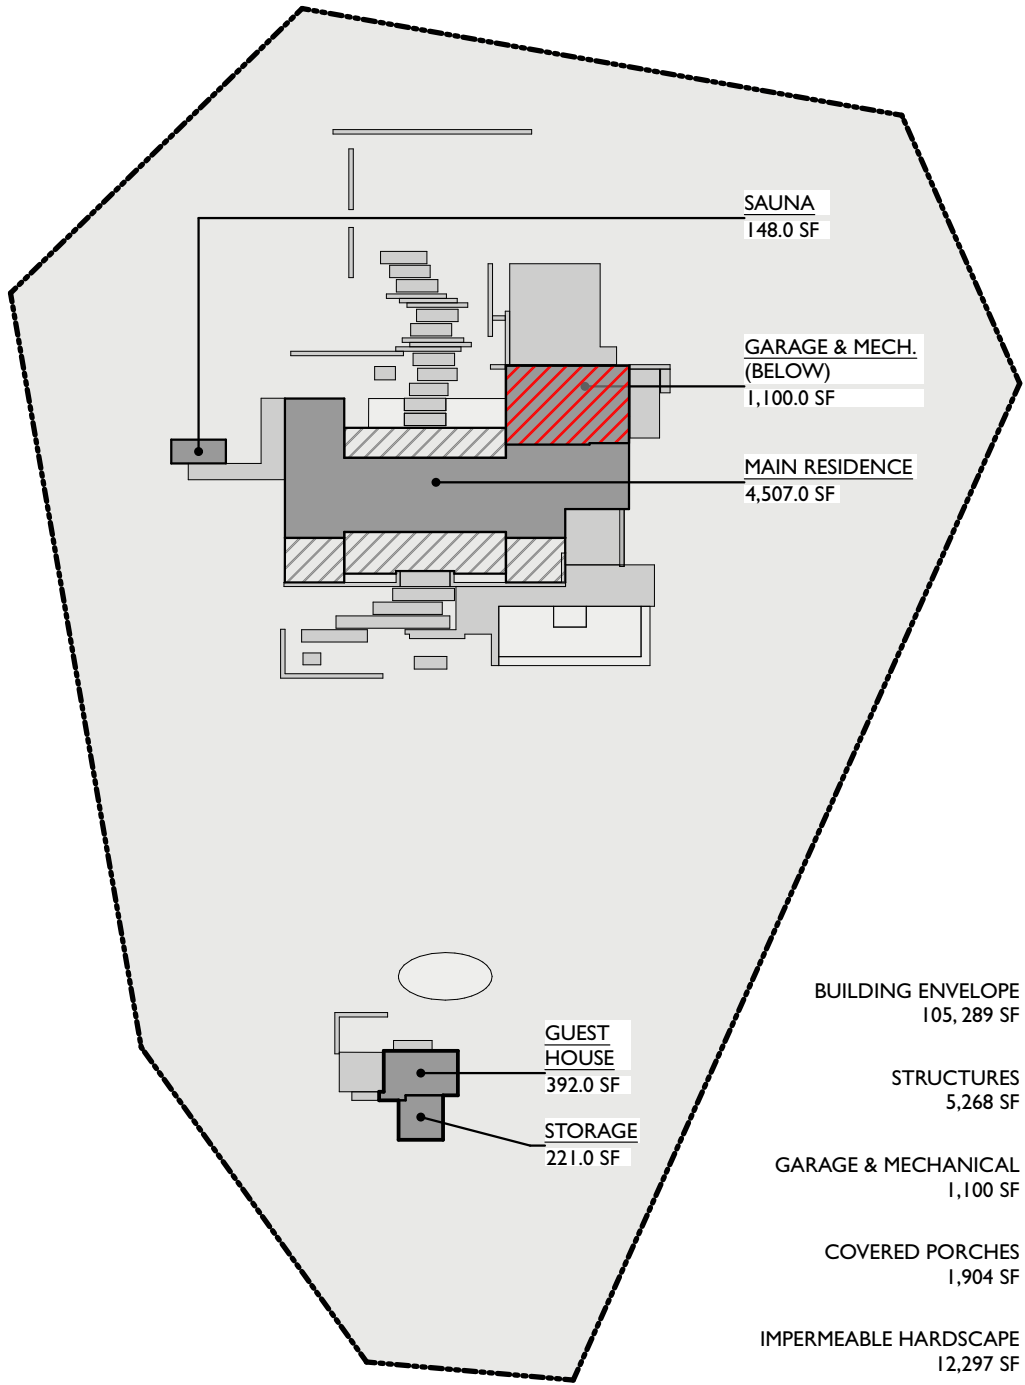 SAUNA
148.0 SF
GARAGE & MECH.
(BELOW)
1,100.0 SF
MAIN RESIDENCE
4,507.0 SF
GUEST
HOUSE
392.0 SF
STORAGE
221.0 SF
BUILDING ENVELOPE
105, 289 SF
STRUCTURES
5,268 SF
GARAGE & MECHANICAL
1,100 SF
COVERED PORCHES
1,904 SF
IMPERMEABLE HARDSCAPE
12,297 SF